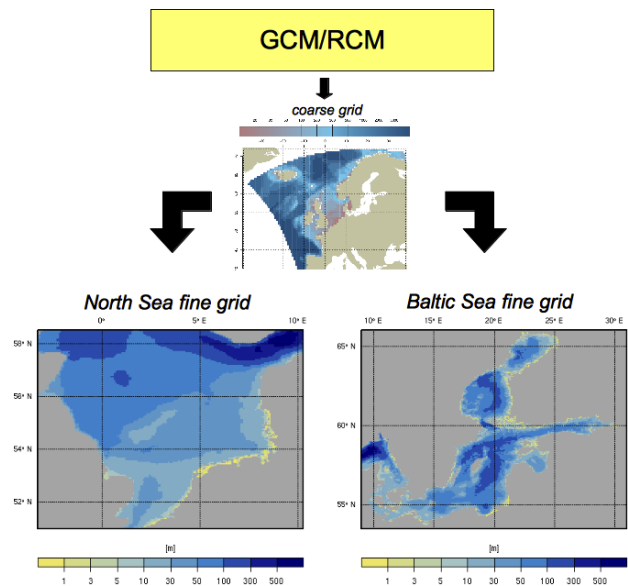 GCM/RCM
coarse grid
North Sea fine grid
0° 5° E 10° E
58° N
56° N
54° N
52° N
[m]
1 3 5 10 30 50 100 300 500
Baltic Sea fine grid
10° E 15° E 20° E 25° E 30° E
65° N
60° N
55° N
[m]
1 3 5 10 30 50 100 300 500